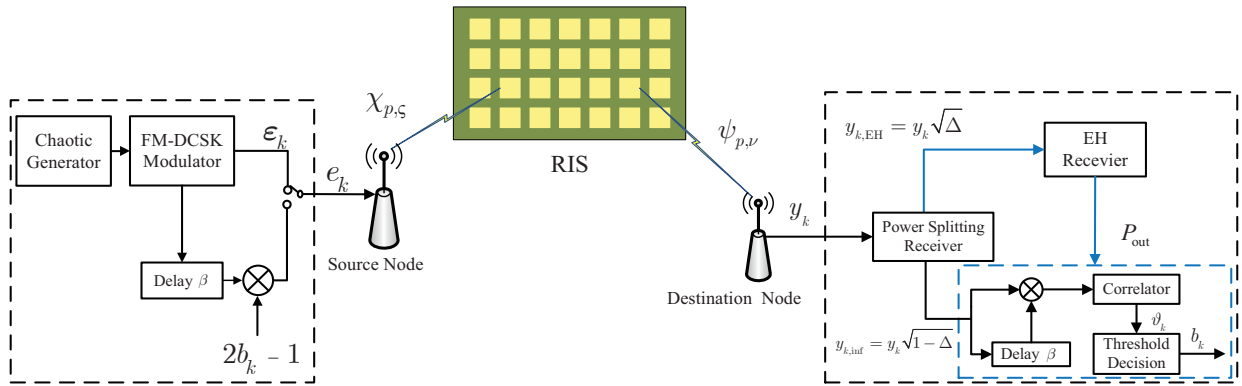 Chaotic
Generator
FM-DCSK
Modulator
ε_k
Delay β
2b_k - 1
e_k
Source Node
χ_{p,ς}
RIS
ψ_{p,ν}
y_k
Destination Node
y_{k,EH} = y_k√Δ
EH
Recevier
Power Splitting
Receiver
P_out
y_{k,inf} = y_k√1-Δ
Delay β
Correlator
ϑ_k
Threshold
Decision
b_k